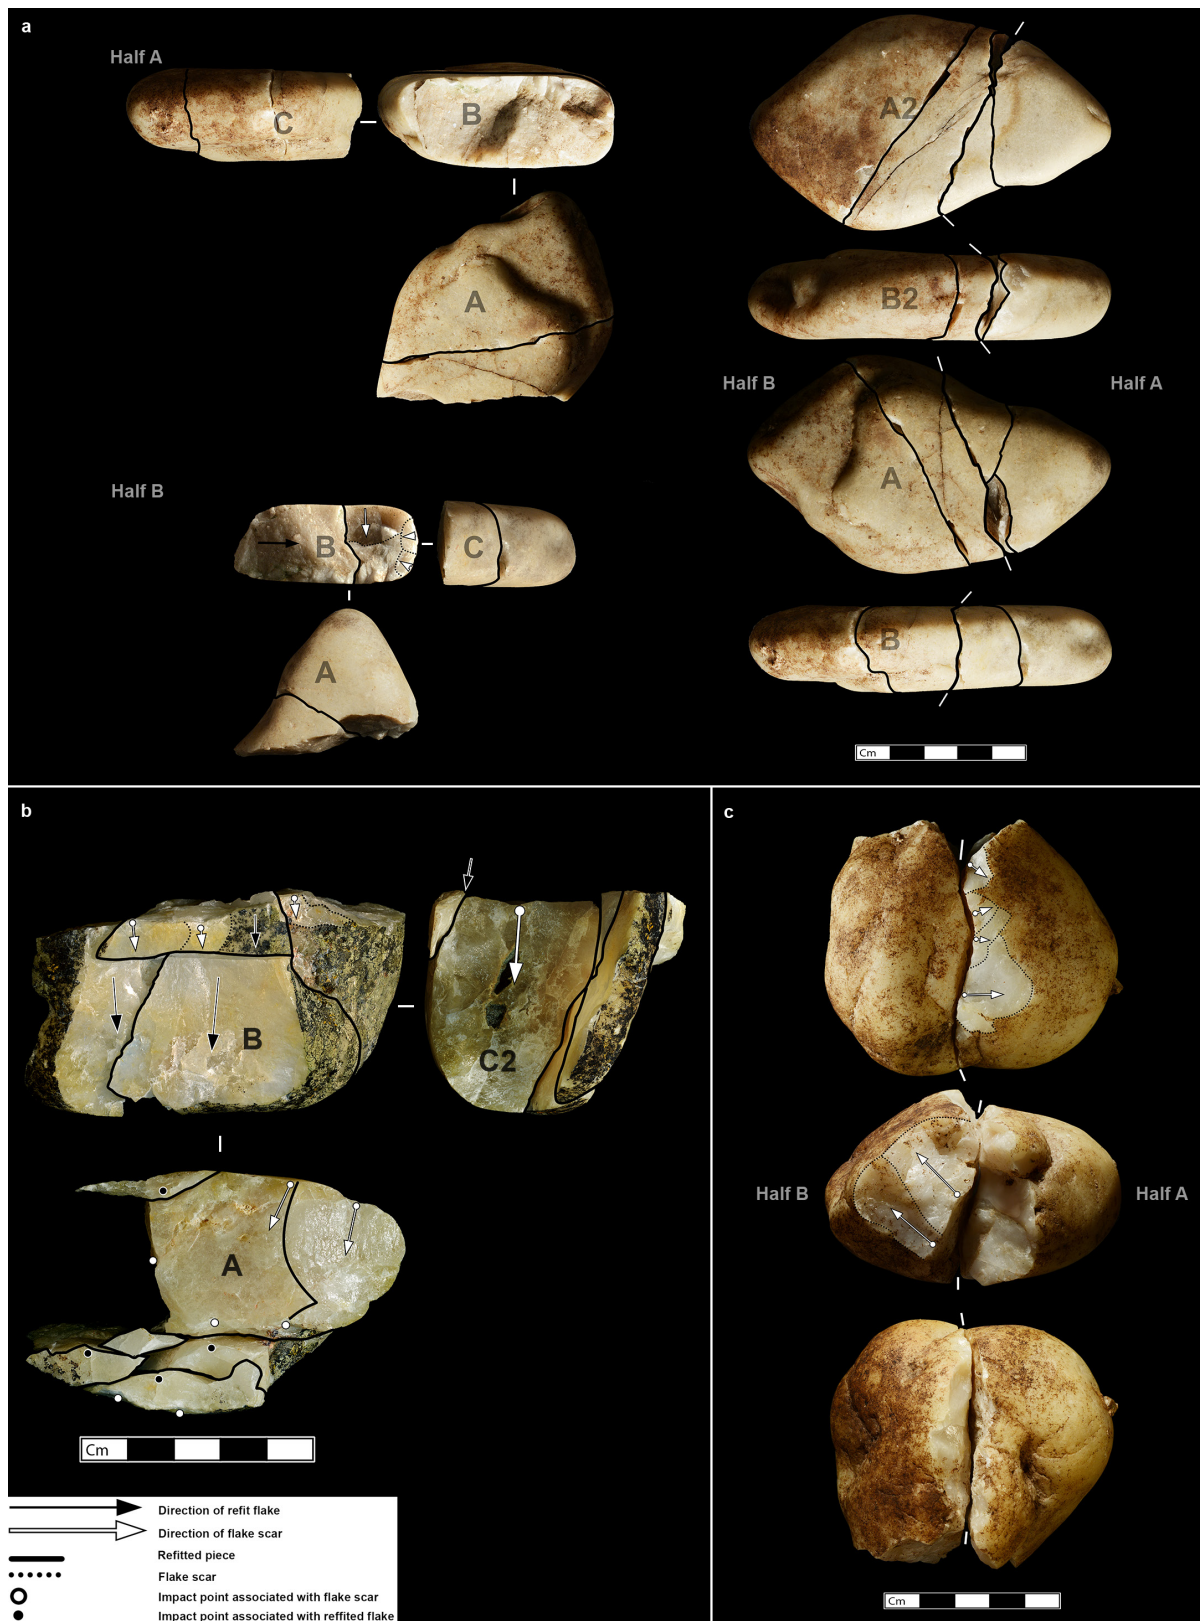 a
Half A
C
B
A
A2
B2
Half B
Half A
A
B
Cm
Half B
B
C
A
b
B
C2
A
Cm
c
Half B
Half A
Cm
Direction of refit flake
Direction of flake scar
Refitted piece
Flake scar
Impact point associated with flake scar
Impact point associated with reffited flake